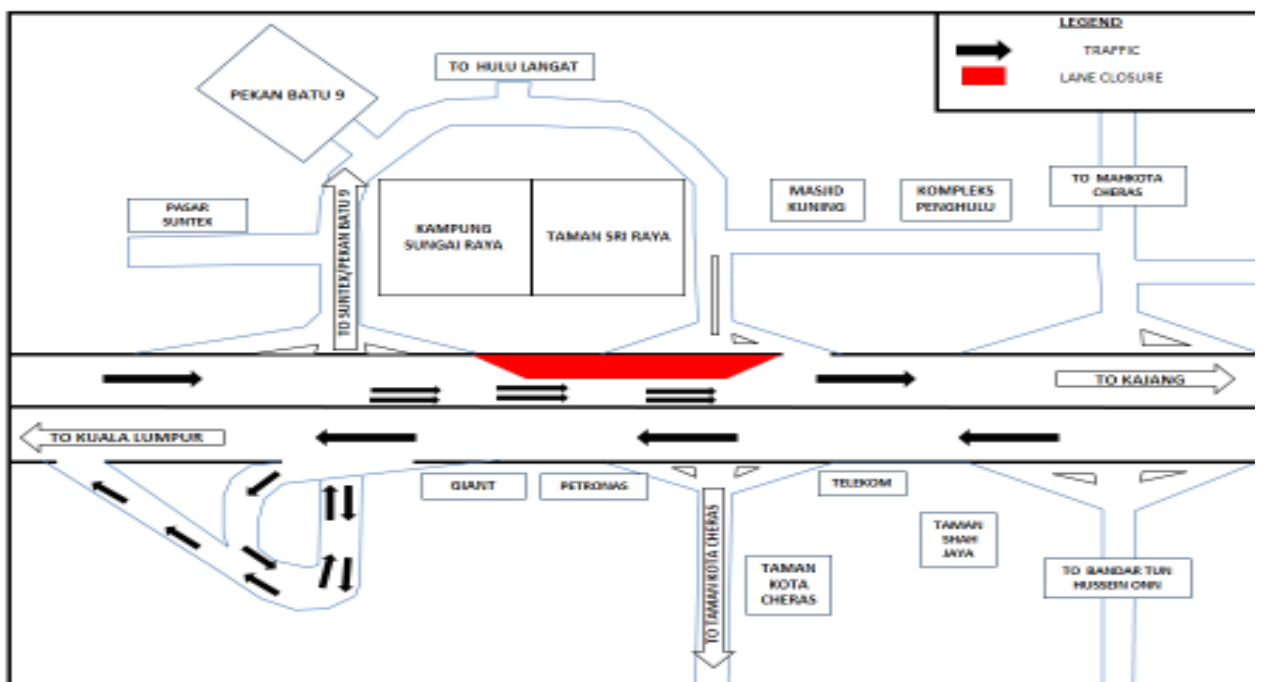 LEGEND
TRAFFIC
LANE CLOSURE
TO HULU LANGAT
PEKAN BATU 9
TO MAHKOTA
CHERAS
MASJID
KUNING
KOMPLEKS
PENGHULU
PASAR
SUNTEX
KAMPUNG
SUNGAI RAYA
TAMAN SRI RAYA
TO SUNTEX/PEKAN BATU 9
TO KAJANG
TO KUALA LUMPUR
GIANT
PETRONAS
TELEKOM
TO TAMAN KOTA CHERAS
TAMAN
SHAH
JAYA
TAMAN
KOTA
CHERAS
TO BANDAR TUN
HUSSEIN ONN